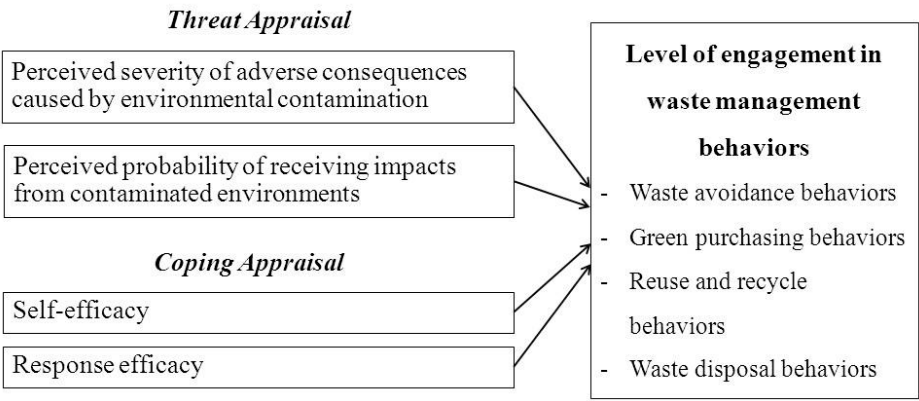 Threat Appraisal
Perceived severity of adverse consequences
caused by environmental contamination
Perceived probability of receiving impacts
from contaminated environments
Coping Appraisal
Self-efficacy
Response efficacy
Level of engagement in
waste management
behaviors
- Waste avoidance behaviors
- Green purchasing behaviors
- Reuse and recycle
behaviors
- Waste disposal behaviors